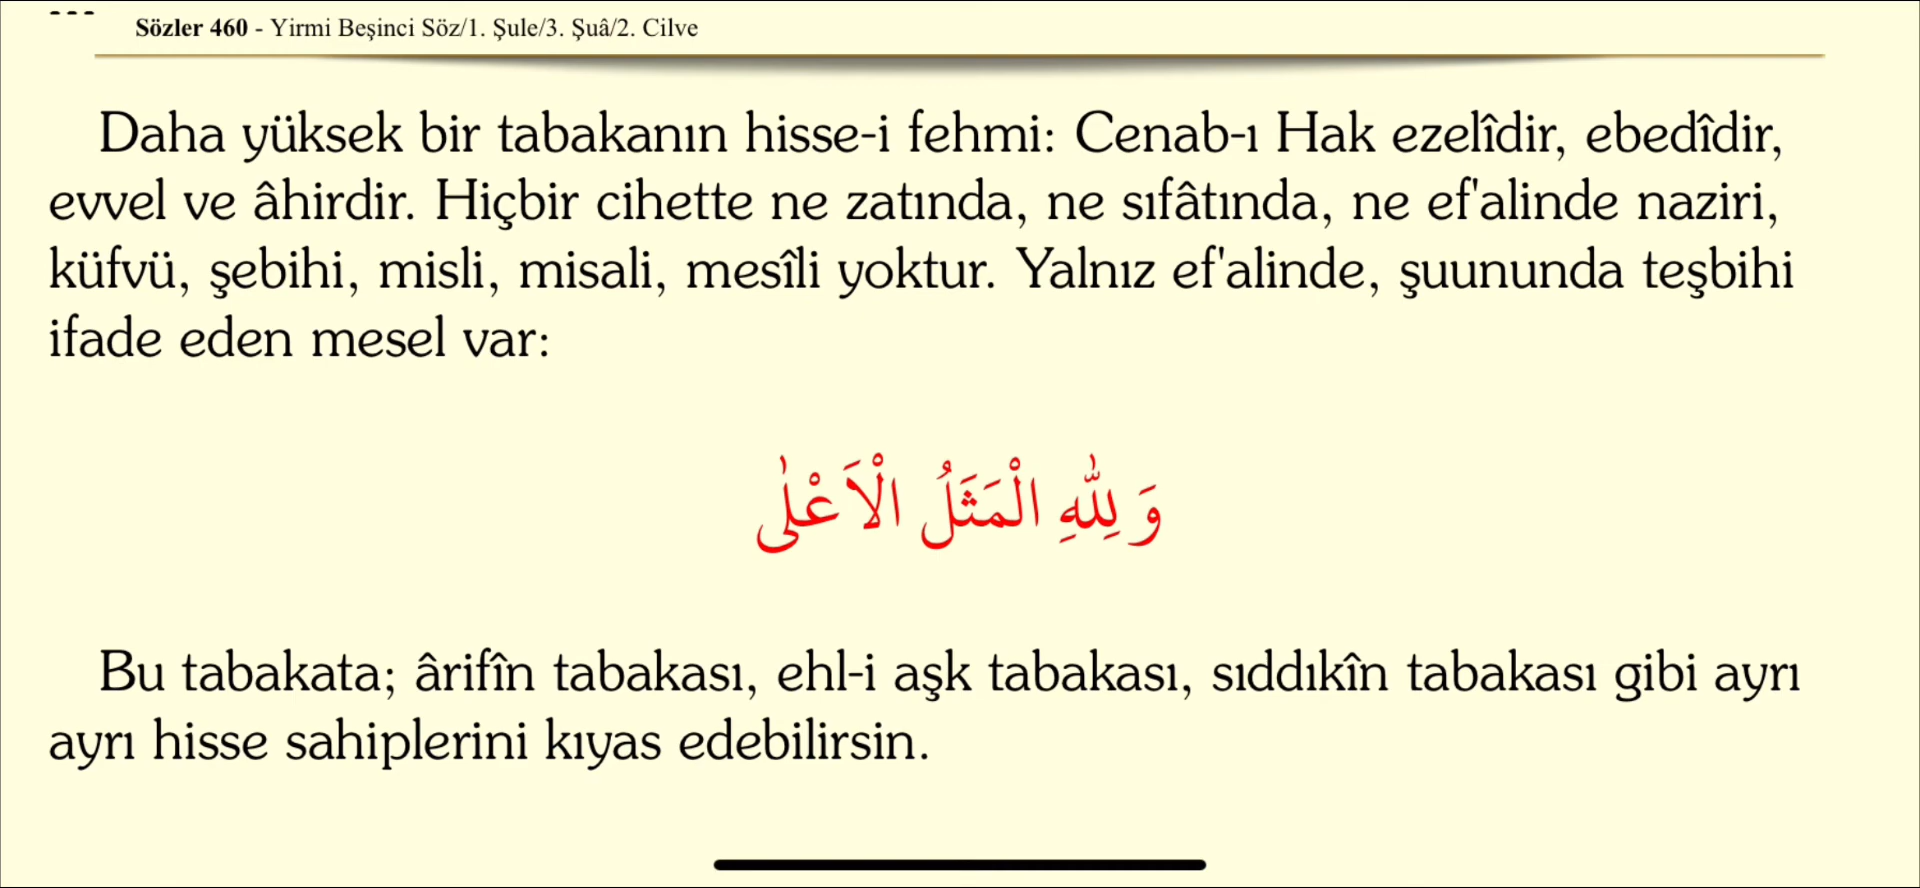 Sözler 460 - Yirmi Beşinci Söz/1. Şule/3. Şuâ/2. Cilve
Daha yüksek bir tabakanın hisse-i fehmi: Cenab-ı Hak ezelîdir, ebedîdir,
evvel ve âhirdir. Hiçbir cihette ne zatında, ne sıfâtında, ne ef'alinde naziri,
küfvü, şebihi, misli, misali, mesîli yoktur. Yalnız ef'alinde, şuununda teşbihi
ifade eden mesel var:
وَ لِلّٰهِ الْمَثَلُ الْاَعْلٰى
Bu tabakata; ârifîn tabakası, ehl-i aşk tabakası, sıddıkîn tabakası gibi ayrı
ayrı hisse sahiplerini kıyas edebilirsin.